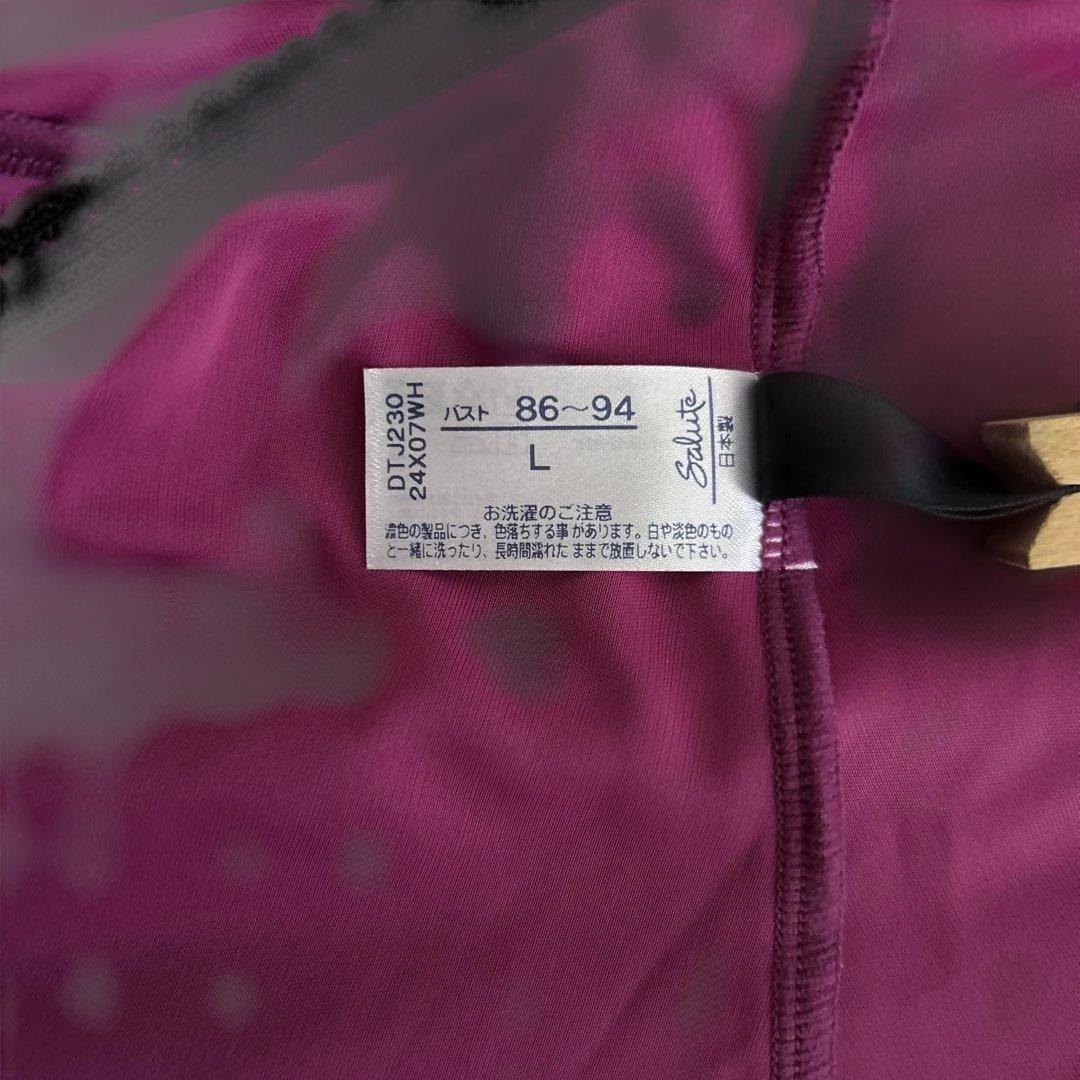 DTJ230
24X07WH
バスト 86～94
L
Salute
日本製
お洗濯のご注意
濃色の製品につき、色落ちする事があります。白や淡色のもの
と一緒に洗ったり、長時間濡れたままで放置しないで下さい。